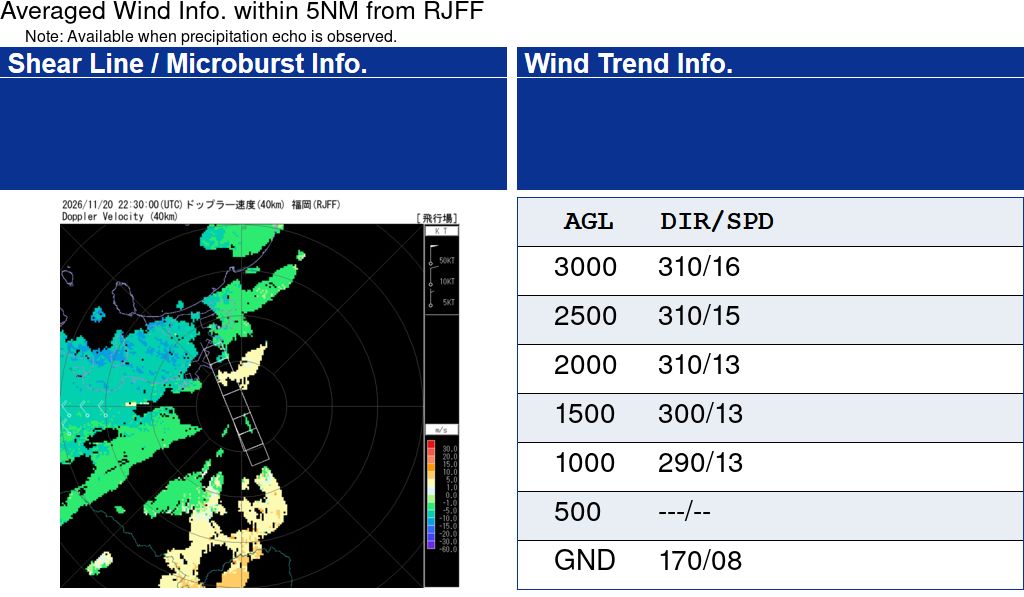 Averaged Wind Info. within 5NM from RJFF
Note: Available when precipitation echo is observed.
Shear Line / Microburst Info.
Wind Trend Info.
2026/11/20 22:30:00(UTC) ドップラー速度(40km) 福岡(RJFF)
Doppler Velocity (40km)
[飛行場]
K T
50KT
10KT
5KT
m/s
30.0
20.0
15.0
10.0
5.0
1.0
0.0
-1.0
-5.0
-10.0
-15.0
-20.0
-30.0
-60.0
AGL DIR/SPD
3000 310/16
2500 310/15
2000 310/13
1500 300/13
1000 290/13
500 ---/--
GND 170/08